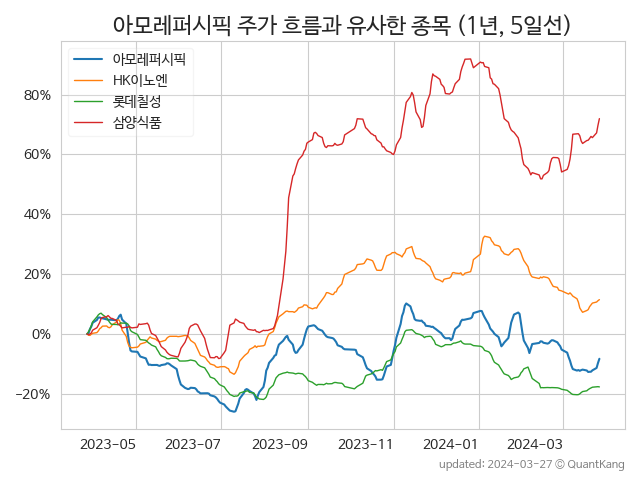 아모레퍼시픽 주가 흐름과 유사한 종목 (1년, 5일선)
아모레퍼시픽
HK이노엔
롯데칠성
삼양식품
80%
60%
40%
20%
0%
−20%
2023-05 2023-07 2023-09 2023-11 2024-01 2024-03
updated: 2024-03-27 © QuantKang